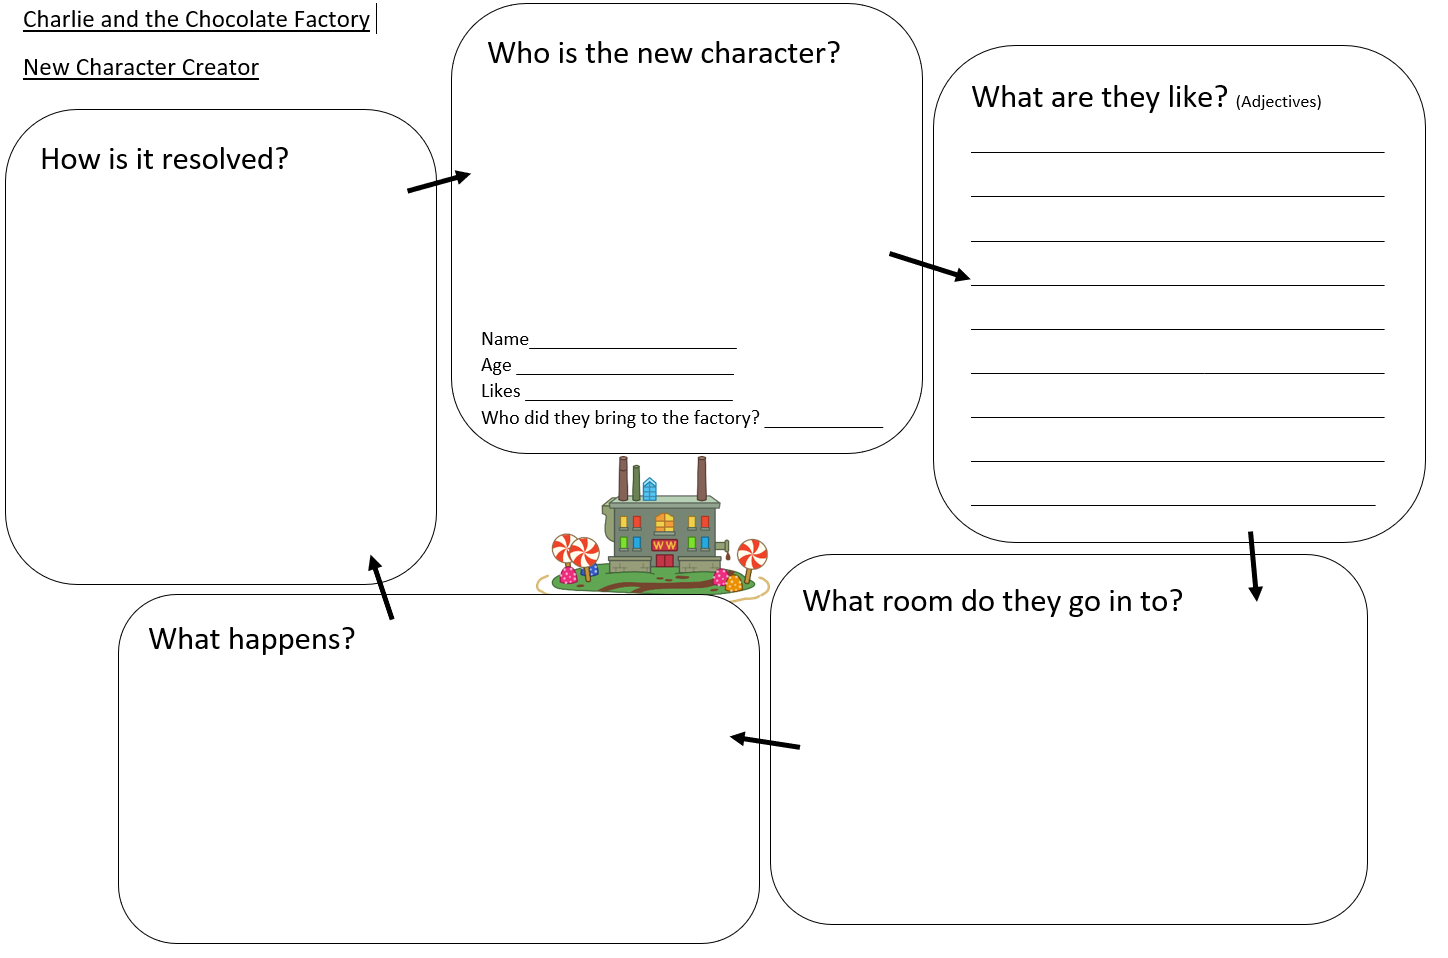 Charlie and the Chocolate Factory
New Character Creator
Who is the new character?
Name
Age
Likes
Who did they bring to the factory?
What are they like? (Adjectives)
What room do they go in to?
What happens?
How is it resolved?
WW